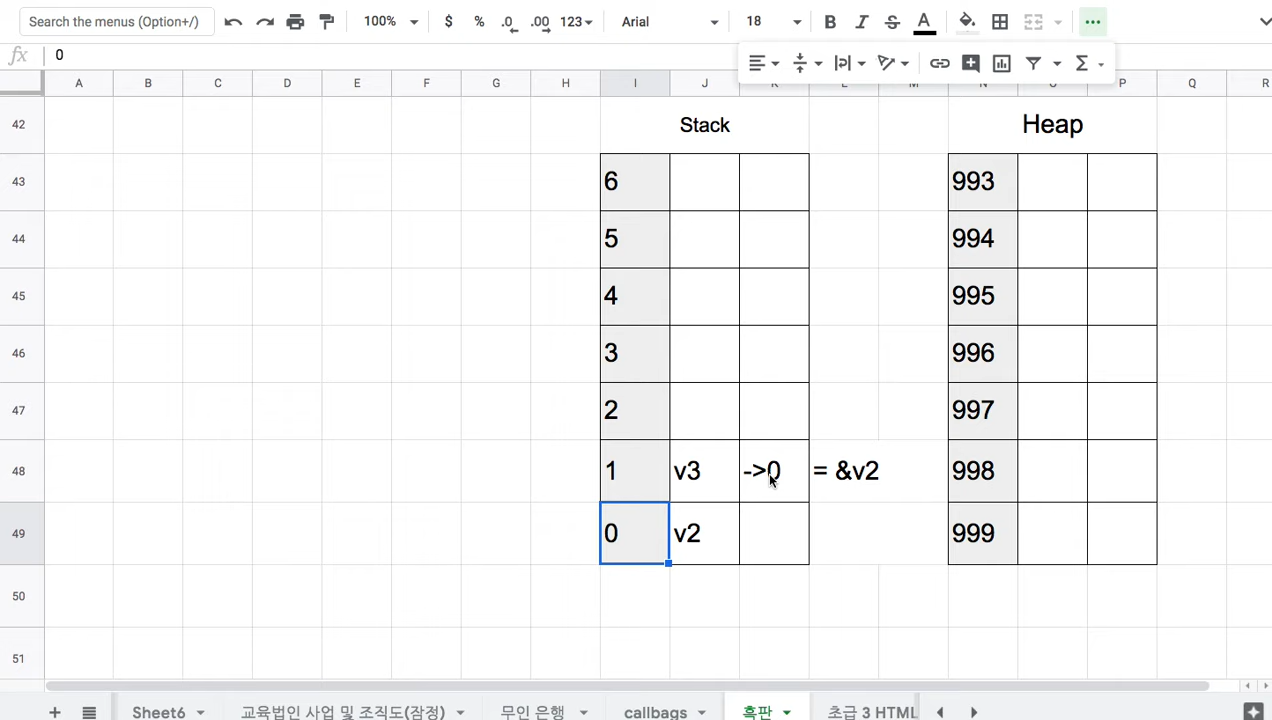 Search the menus (Option+/) 100% $ % .0 .00 123 Arial 18 B I S A
fx 0 Σ
A B C D E F G H I J K L M N O P Q R
42 Stack Heap
43 6 993
44 5 994
45 4 995
46 3 996
47 2 997
48 1 v3 ->0 = &v2 998
49 0 v2 999
50
51
Sheet6 교육법인 사업 및 조직도(잠정) 무인 은행 callbags 흑판 초급 3 HTML